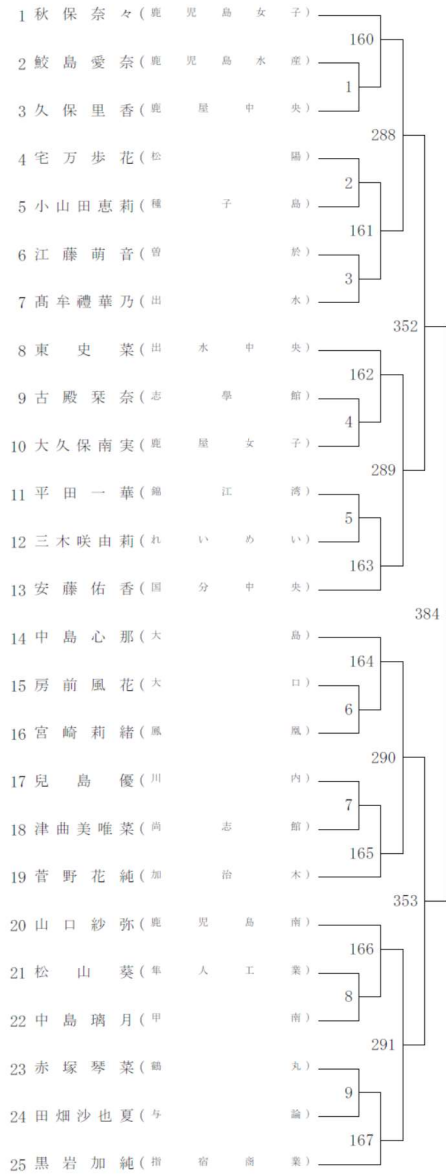 1 秋保奈々(鹿児島女子)
160
2 鮫島愛奈(鹿児島水産)
1
3 久保里香(鹿屋中央)
288
4 宅万歩花(松陽)
2
5 小山田恵莉(種子島)
161
6 江藤萌音(曽於)
3
7 髙牟禮華乃(出水)
352
8 東史菜(出水中央)
162
9 古殿栞奈(志學館)
4
10 大久保南実(鹿屋女子)
289
11 平田一華(錦江湾)
5
12 三木咲由莉(れいめい)
163
13 安藤佑香(国分中央)
384
14 中島心那(大島)
164
15 房前風花(大口)
6
16 宮崎莉緒(鳳凰)
290
17 兒島優(川内)
7
18 津曲美唯菜(尚志館)
165
19 菅野花純(加治木)
353
20 山口紗弥(鹿児島南)
166
21 松山葵(隼人工業)
8
22 中島璃月(甲南)
291
23 赤塚琴菜(鶴丸)
9
24 田畑沙也夏(与論)
167
25 黒岩加純(指宿商業)